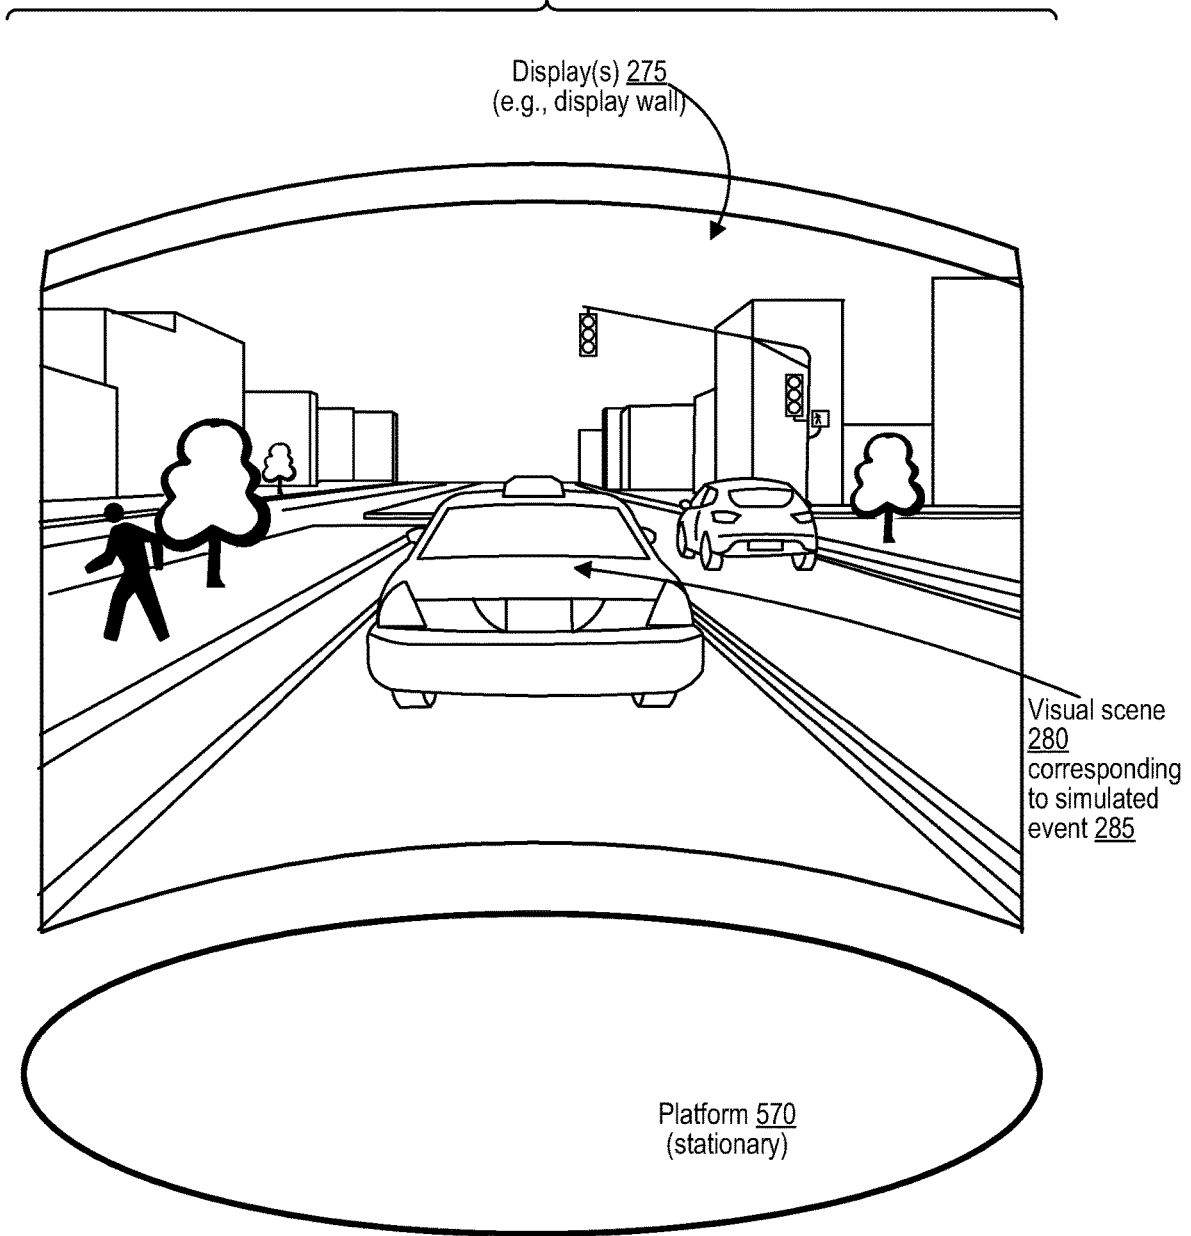 Display(s) 275
(e.g., display wall)
Visual scene
280
corresponding
to simulated
event 285
Platform 570
(stationary)